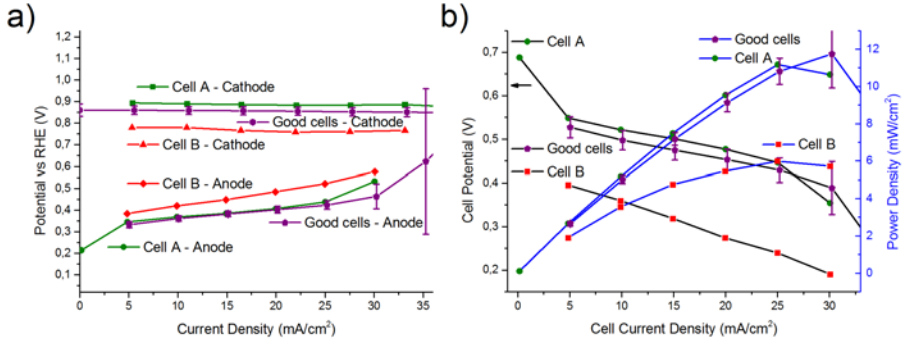 a)
1,2
1,1
1,0
0,9
0,8
0,7
0,6
0,5
0,4
0,3
0,2
0,1
Potential vs RHE (V)
Cell A - Cathode
Good cells - Cathode
Cell B - Cathode
Cell B - Anode
Good cells - Anode
Cell A - Anode
0 5 10 15 20 25 30 35
Current Density (mA/cm²)
b)
0,7
0,6
0,5
0,4
0,3
0,2
Cell Potential (V)
Cell A
Good cells
Cell A
Good cells
Cell B
Cell B
12
10
8
6
4
2
0
Power Density (mW/cm²)
0 5 10 15 20 25 30
Cell Current Density (mA/cm²)